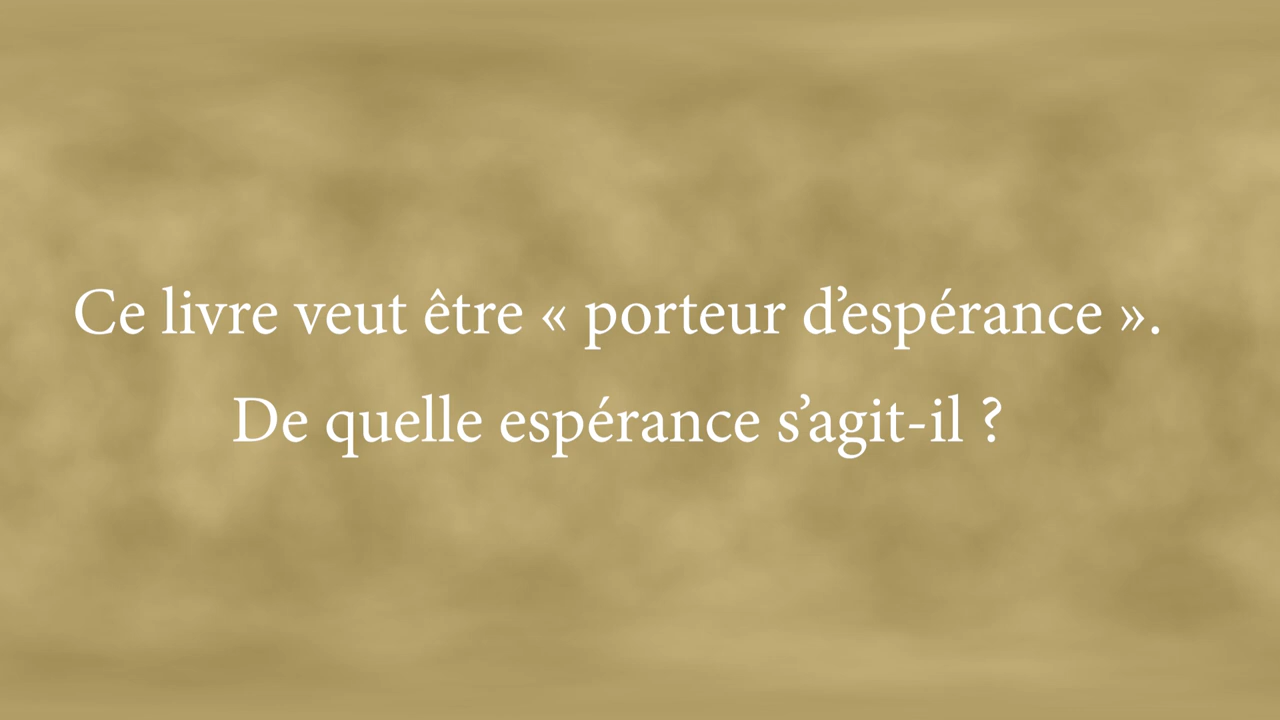 Ce livre veut être « porteur d’espérance ».
De quelle espérance s’agit-il ?